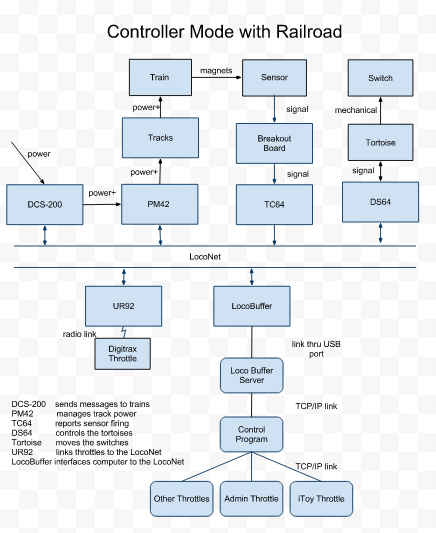 Controller Mode with Railroad
Train
magnets
Sensor
Switch
power+
signal
mechanical
Tracks
Breakout
Board
Tortoise
power
power+
signal
signal
DCS-200
power+
PM42
TC64
DS64
LocoNet
UR92
LocoBuffer
radio link
Digitrax
Throttle
link thru USB
port
Loco Buffer
Server
DCS-200 sends messages to trains
PM42 manages track power
TC64 reports sensor firing
DS64 controls the tortoises
Tortoise moves the switches
UR92 links throttles to the LocoNet
LocoBuffer interfaces computer to the LocoNet
TCP/IP link
Control
Program
TCP/IP link
Other Throttles
Admin Throttle
iToy Throttle